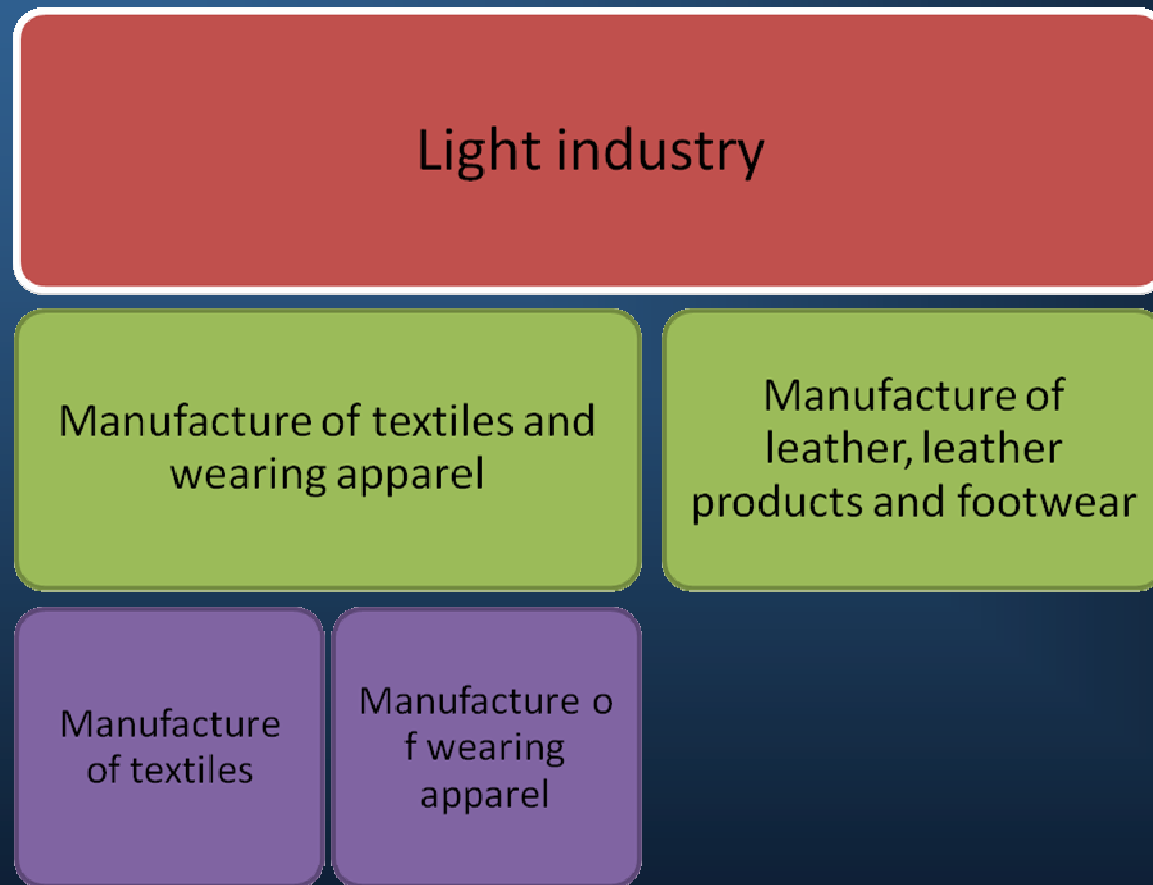 Light industry
Manufacture of textiles and
wearing apparel
Manufacture of
leather, leather
products and footwear
Manufacture
of textiles
Manufacture o
f wearing
apparel